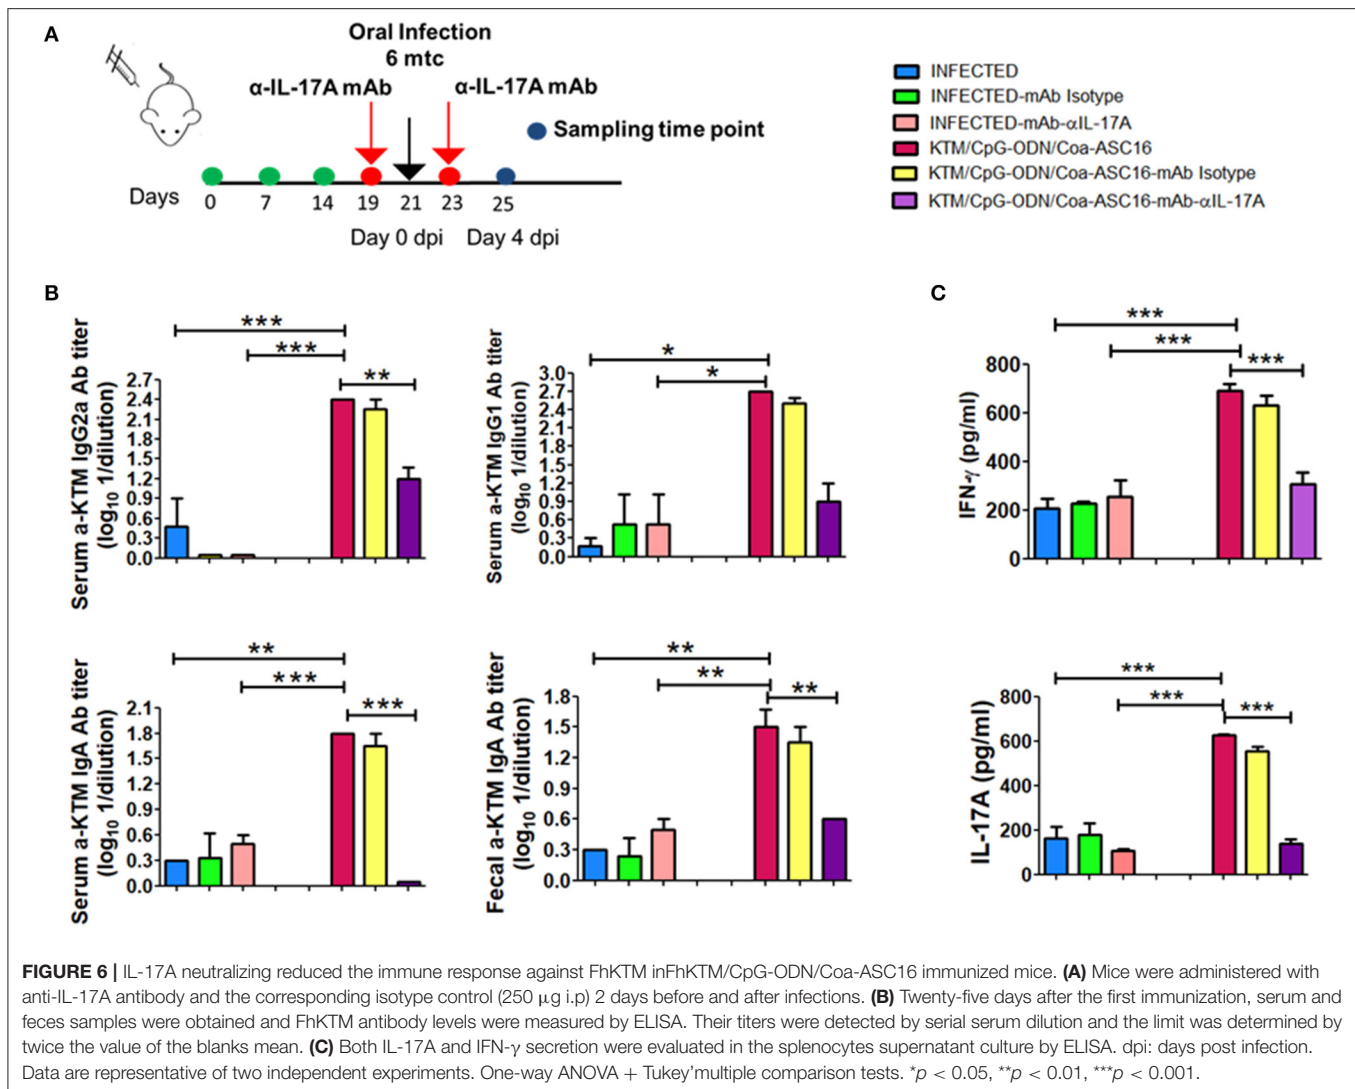 A
Oral Infection
6 mtc
α-IL-17A mAb
α-IL-17A mAb
Sampling time point
Days
0 7 14 19 21 23 25
Day 0 dpi Day 4 dpi
INFECTED
INFECTED-mAb Isotype
INFECTED-mAb-αIL-17A
KTM/CpG-ODN/Coa-ASC16
KTM/CpG-ODN/Coa-ASC16-mAb Isotype
KTM/CpG-ODN/Coa-ASC16-mAb-αIL-17A
B
Serum a-KTM IgG2a Ab titer
(log10 1/dilution)
2.7
2.4
2.1
1.8
1.5
1.2
0.9
0.6
0.3
0.0
***
***
**
Serum a-KTM IgG1 Ab titer
(log10 1/dilution)
3.0
2.7
2.4
2.1
1.8
1.5
1.2
0.9
0.6
0.3
0.0
*
*
C
IFN-γ (pg/ml)
800
600
400
200
0
***
***
***
Serum a-KTM IgA Ab titer
(log10 1/dilution)
2.1
1.8
1.5
1.2
0.9
0.6
0.3
0.0
**
***
***
Fecal a-KTM IgA Ab titer
(log10 1/dilution)
1.8
1.5
1.2
0.9
0.6
0.3
0.0
**
**
**
IL-17A (pg/ml)
800
600
400
200
0
***
***
***
FIGURE 6 | IL-17A neutralizing reduced the immune response against FhKTM inFhKTM/CpG-ODN/Coa-ASC16 immunized mice. (A) Mice were administered with
anti-IL-17A antibody and the corresponding isotype control (250 μg i.p) 2 days before and after infections. (B) Twenty-five days after the first immunization, serum and
feces samples were obtained and FhKTM antibody levels were measured by ELISA. Their titers were detected by serial serum dilution and the limit was determined by
twice the value of the blanks mean. (C) Both IL-17A and IFN-γ secretion were evaluated in the splenocytes supernatant culture by ELISA. dpi: days post infection.
Data are representative of two independent experiments. One-way ANOVA + Tukey'multiple comparison tests. *p < 0.05, **p < 0.01, ***p < 0.001.